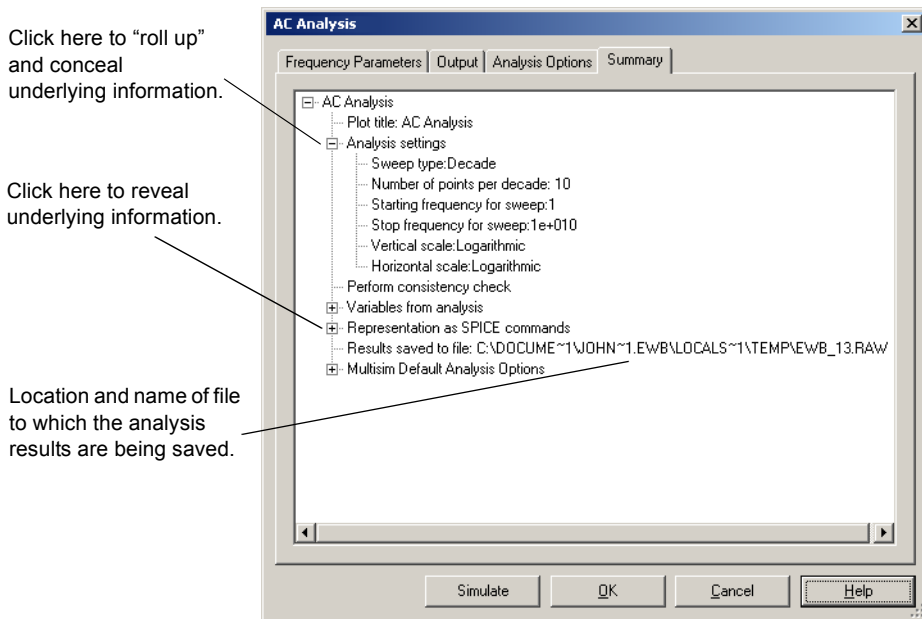 Click here to “roll up”
and conceal
underlying information.
Click here to reveal
underlying information.
Location and name of file
to which the analysis
results are being saved.
AC Analysis
Frequency Parameters Output Analysis Options Summary
AC Analysis
Plot title: AC Analysis
Analysis settings
Sweep type:Decade
Number of points per decade: 10
Starting frequency for sweep:1
Stop frequency for sweep:1e+010
Vertical scale:Logarithmic
Horizontal scale:Logarithmic
Perform consistency check
Variables from analysis
Representation as SPICE commands
Results saved to file: C:\DOCUME~1\JOHN~1.EWB\LOCALS~1\TEMP\EWB_13.RAW
Multisim Default Analysis Options
Simulate OK Cancel Help